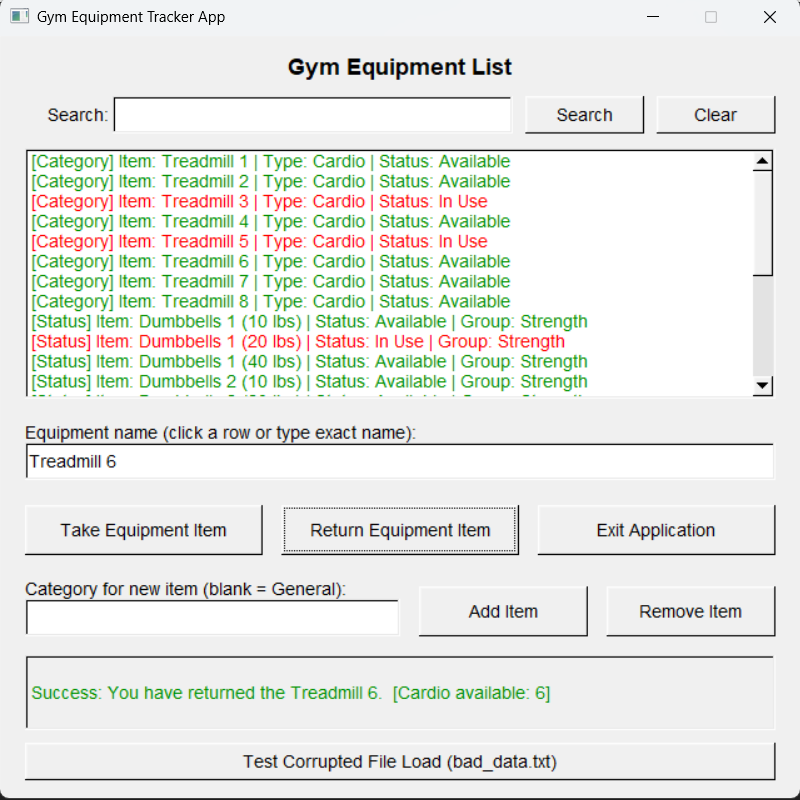 Gym Equipment Tracker App
Gym Equipment List
Search: Search Clear
[Category] Item: Treadmill 1 | Type: Cardio | Status: Available
[Category] Item: Treadmill 2 | Type: Cardio | Status: Available
[Category] Item: Treadmill 3 | Type: Cardio | Status: In Use
[Category] Item: Treadmill 4 | Type: Cardio | Status: Available
[Category] Item: Treadmill 5 | Type: Cardio | Status: In Use
[Category] Item: Treadmill 6 | Type: Cardio | Status: Available
[Category] Item: Treadmill 7 | Type: Cardio | Status: Available
[Category] Item: Treadmill 8 | Type: Cardio | Status: Available
[Status] Item: Dumbbells 1 (10 lbs) | Status: Available | Group: Strength
[Status] Item: Dumbbells 1 (20 lbs) | Status: In Use | Group: Strength
[Status] Item: Dumbbells 1 (40 lbs) | Status: Available | Group: Strength
[Status] Item: Dumbbells 2 (10 lbs) | Status: Available | Group: Strength
Equipment name (click a row or type exact name):
Treadmill 6
Take Equipment Item Return Equipment Item Exit Application
Category for new item (blank = General):
Add Item Remove Item
Success: You have returned the Treadmill 6.  [Cardio available: 6]
Test Corrupted File Load (bad_data.txt)